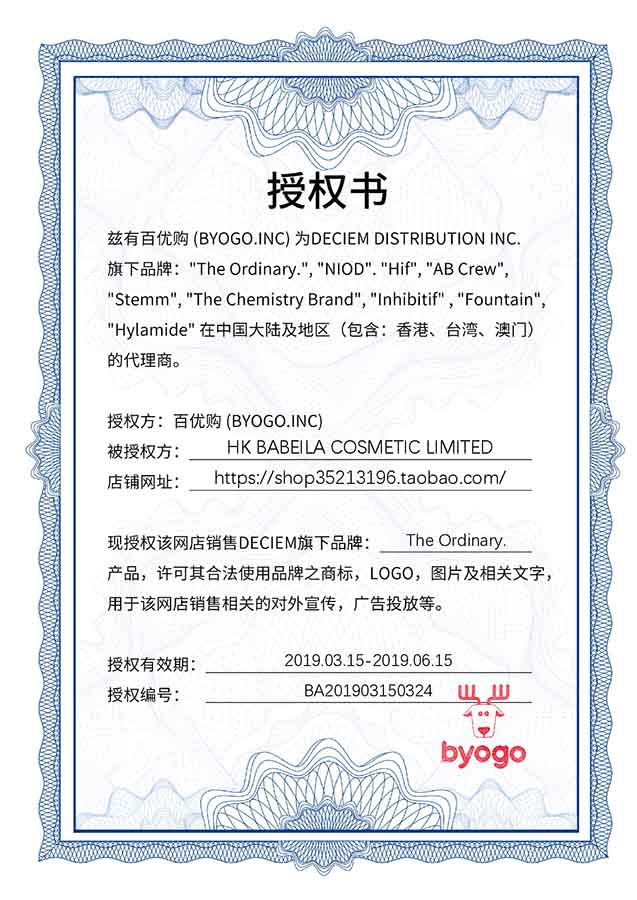 授权书
兹有百优购 (BYOGO.INC) 为DECIEM DISTRIBUTION INC.
旗下品牌："The Ordinary.", "NIOD". "Hif", "AB Crew",
"Stemm", "The Chemistry Brand", "Inhibitif" , "Fountain",
"Hylamide" 在中国大陆及地区（包含：香港、台湾、澳门）
的代理商。
授权方：百优购 (BYOGO.INC)
被授权方： HK BABEILA COSMETIC LIMITED
店铺网址： https://shop35213196.taobao.com/
现授权该网店销售DECIEM旗下品牌： The Ordinary.
产品，许可其合法使用品牌之商标，LOGO，图片及相关文字，
用于该网店销售相关的对外宣传，广告投放等。
授权有效期： 2019.03.15-2019.06.15
授权编号： BA201903150324
byogo